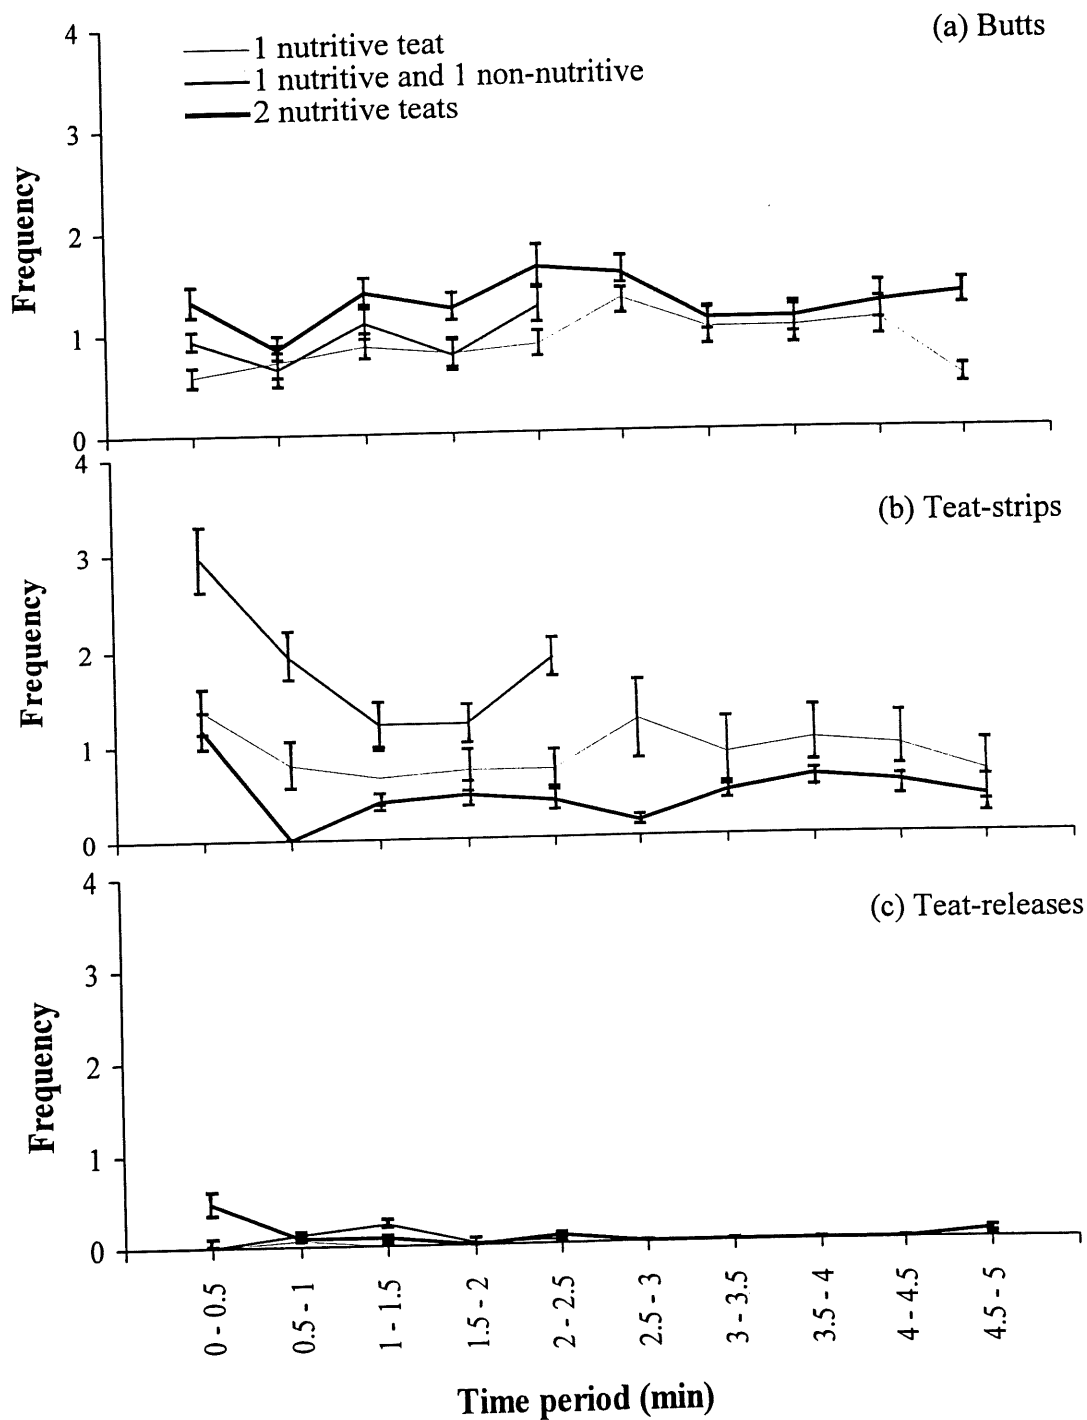 (a) Butts
1 nutritive teat
1 nutritive and 1 non-nutritive
2 nutritive teats
4
3
2
1
0
Frequency
(b) Teat-strips
4
3
2
1
0
Frequency
(c) Teat-releases
4
3
2
1
0
Frequency
0 - 0.5
0.5 - 1
1 - 1.5
1.5 - 2
2 - 2.5
2.5 - 3
3 - 3.5
3.5 - 4
4 - 4.5
4.5 - 5
Time period (min)